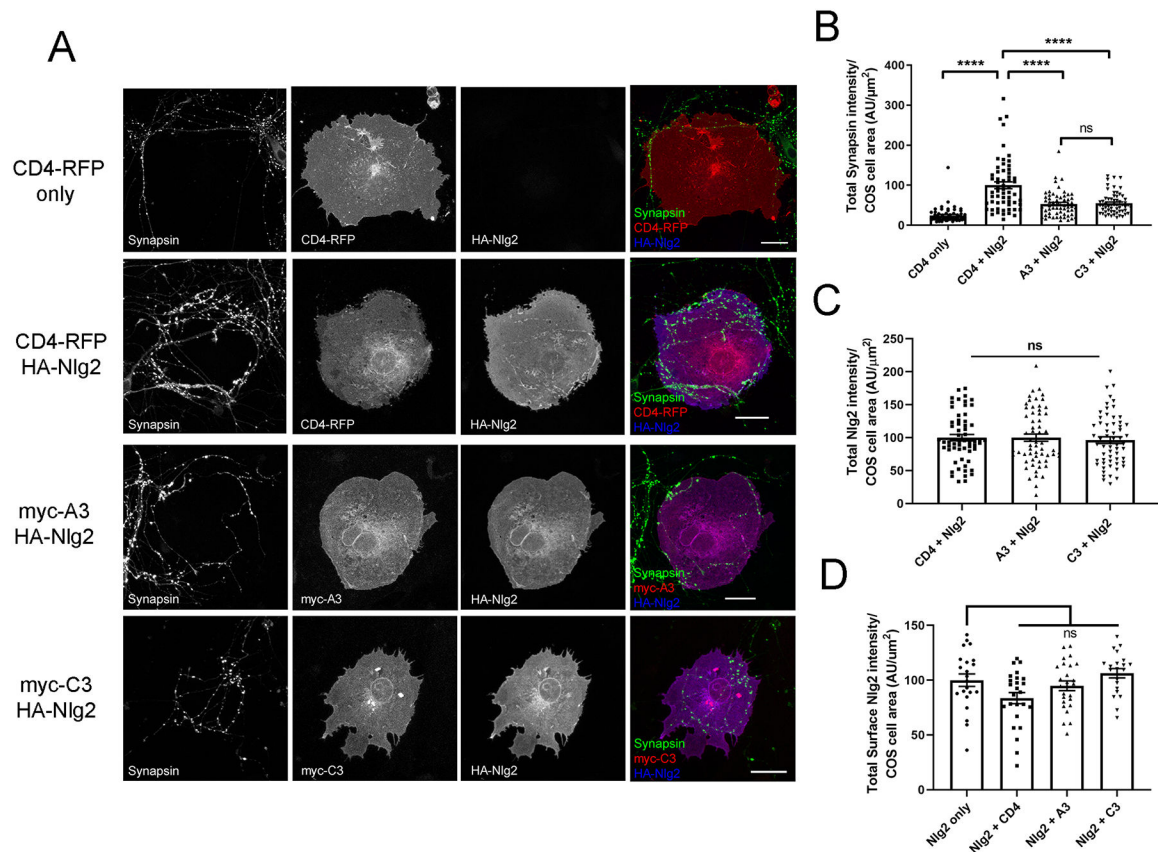 A
CD4-RFP
only
Synapsin
CD4-RFP
HA-Nlg2
Synapsin
CD4-RFP
HA-Nlg2
CD4-RFP
HA-Nlg2
Synapsin
CD4-RFP
HA-Nlg2
Synapsin
CD4-RFP
HA-Nlg2
myc-A3
HA-Nlg2
Synapsin
myc-A3
HA-Nlg2
Synapsin
myc-A3
HA-Nlg2
myc-C3
HA-Nlg2
Synapsin
myc-C3
HA-Nlg2
Synapsin
myc-C3
HA-Nlg2
B
Total Synapsin intensity/
COS cell area (AU/µm²)
400
300
200
100
0
****
****
****
ns
CD4 only
CD4 + Nlg2
A3 + Nlg2
C3 + Nlg2
C
Total Nlg2 intensity/
COS cell area (AU/µm²)
250
200
150
100
50
0
ns
CD4 + Nlg2
A3 + Nlg2
C3 + Nlg2
D
Total Surface Nlg2 intensity/
COS cell area (AU/um²)
150
100
50
0
ns
Nlg2 only
Nlg2 + CD4
Nlg2 + A3
Nlg2 + C3